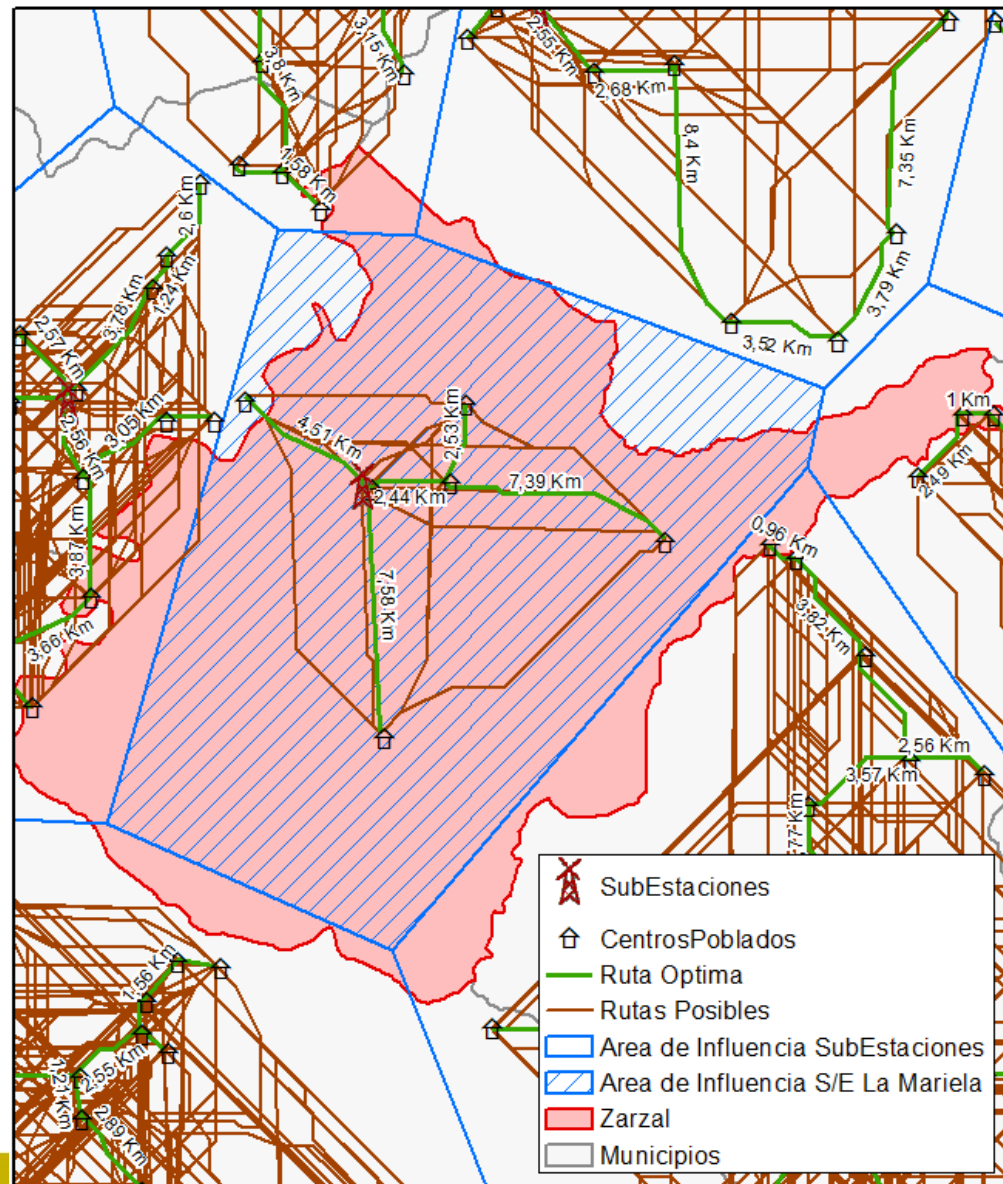 3,8 Km
3,15 Km
2,55 Km
2,68 Km
8,4 Km
7,35 Km
1,58 Km
2,6 Km
1,24 Km
3,78 Km
2,57 Km
3,79 Km
3,52 Km
2,56 Km
3,05 Km
4,51 Km
2,53 Km
1 Km
2,49 Km
2,44 Km
7,39 Km
3,87 Km
0,96 Km
7,58 Km
3,82 Km
3,66 Km
2,56 Km
3,57 Km
77 Km
1,56 Km
2,55 Km
1,21 Km
2,89 Km
SubEstaciones
CentrosPoblados
Ruta Optima
Rutas Posibles
Area de Influencia SubEstaciones
Area de Influencia S/E La Mariela
Zarzal
Municipios